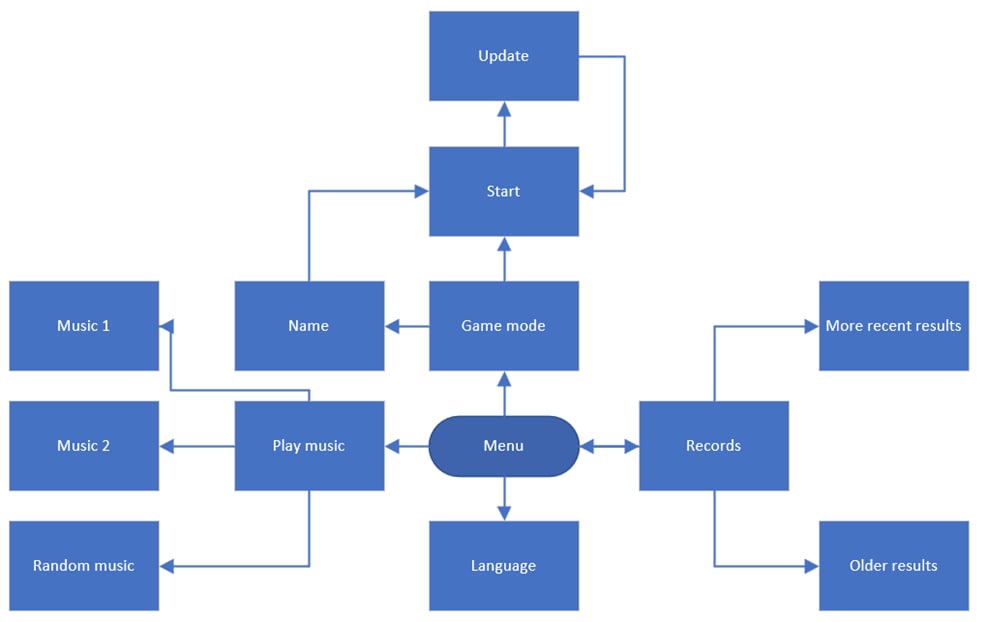 Update
Start
Music 1
Name
Game mode
More recent results
Music 2
Play music
Menu
Records
Random music
Language
Older results